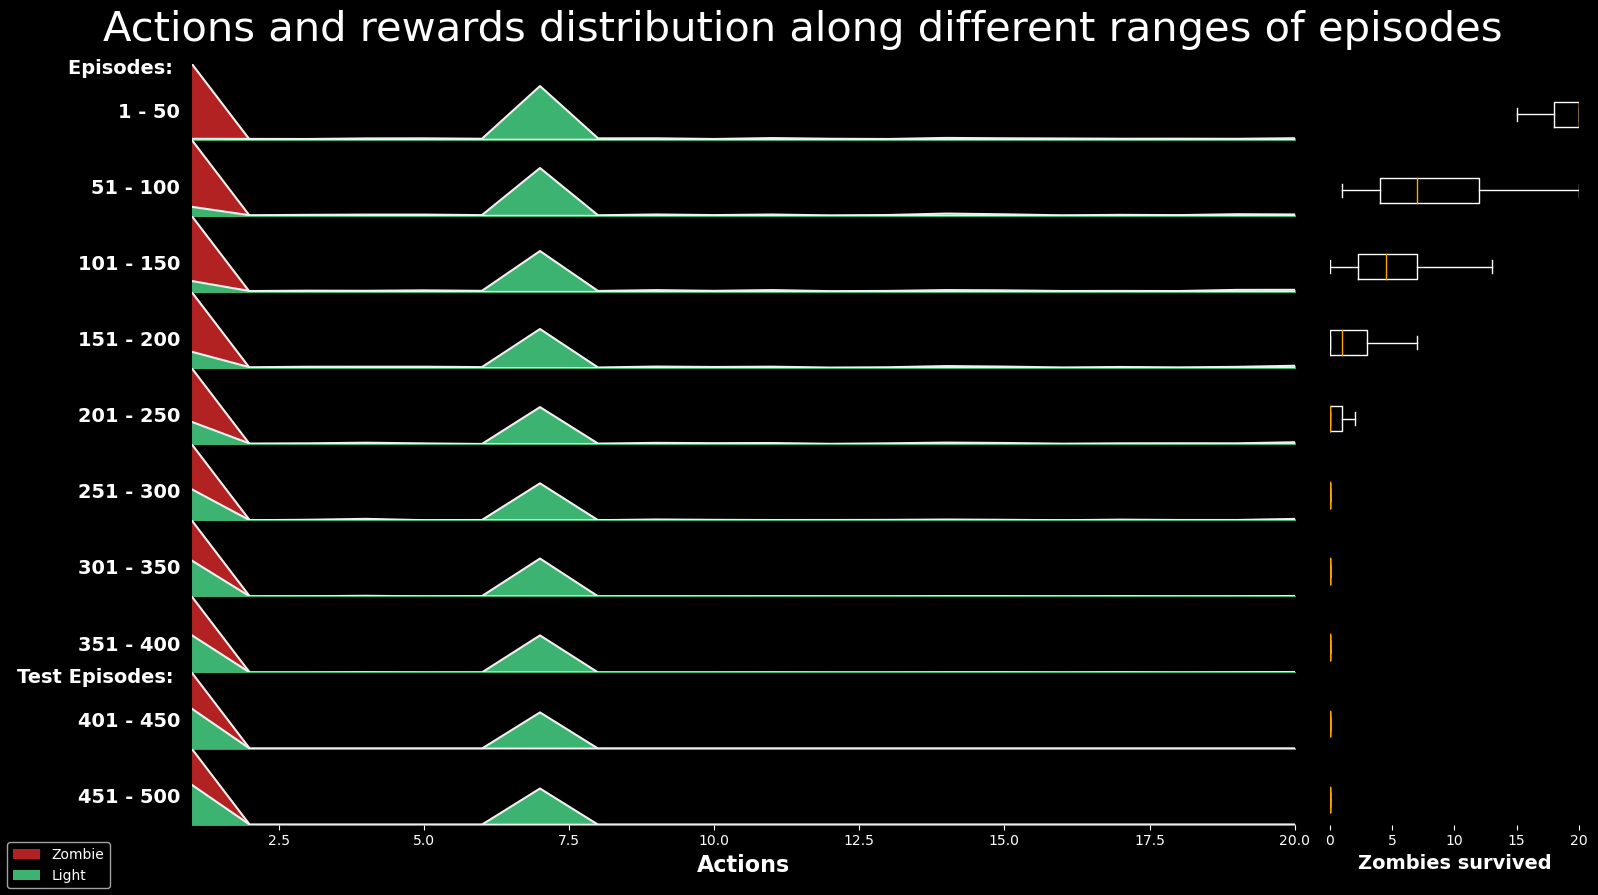 Actions and rewards distribution along different ranges of episodes
Episodes:
1 - 50
51 - 100
101 - 150
151 - 200
201 - 250
251 - 300
301 - 350
351 - 400
Test Episodes:
401 - 450
451 - 500
2.5 5.0 7.5 10.0 12.5 15.0 17.5 20.0
0 5 10 15 20
Actions
Zombies survived
Zombie
Light